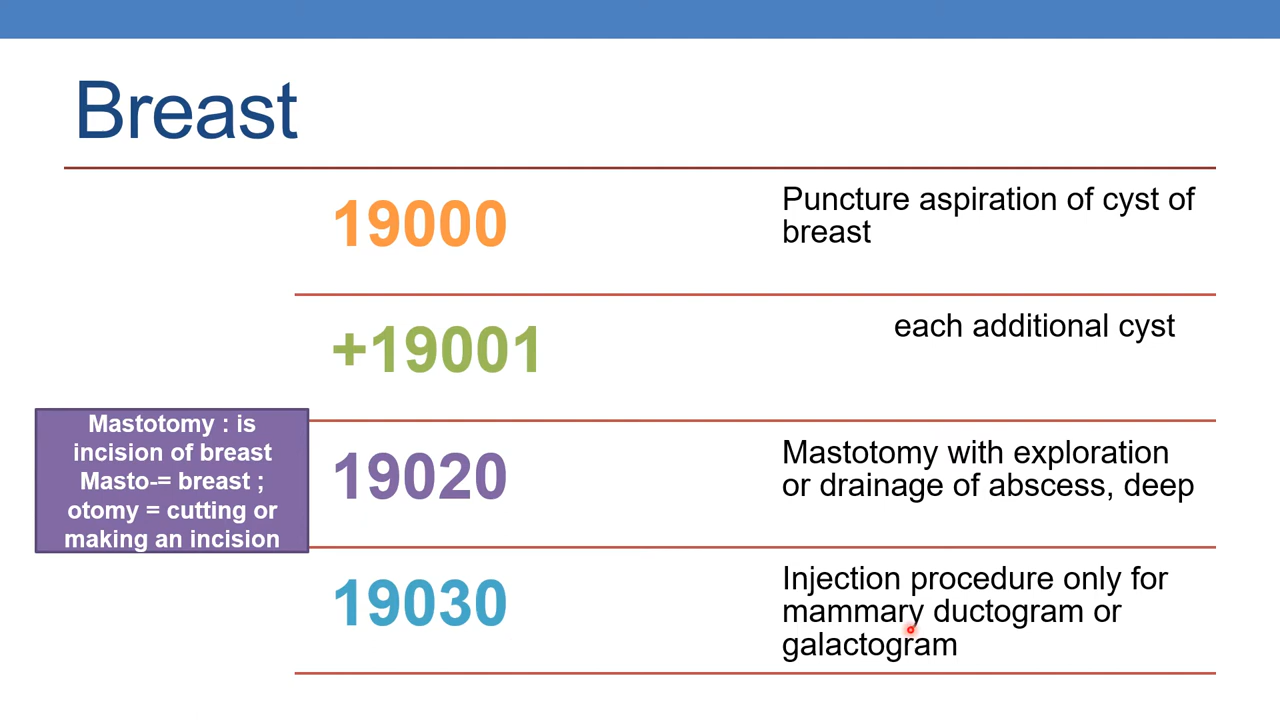 Breast
19000
Puncture aspiration of cyst of
breast
+19001
each additional cyst
Mastotomy : is
incision of breast
Masto-= breast ;
otomy = cutting or
making an incision
19020
Mastotomy with exploration
or drainage of abscess, deep
19030
Injection procedure only for
mammary ductogram or
galactogram